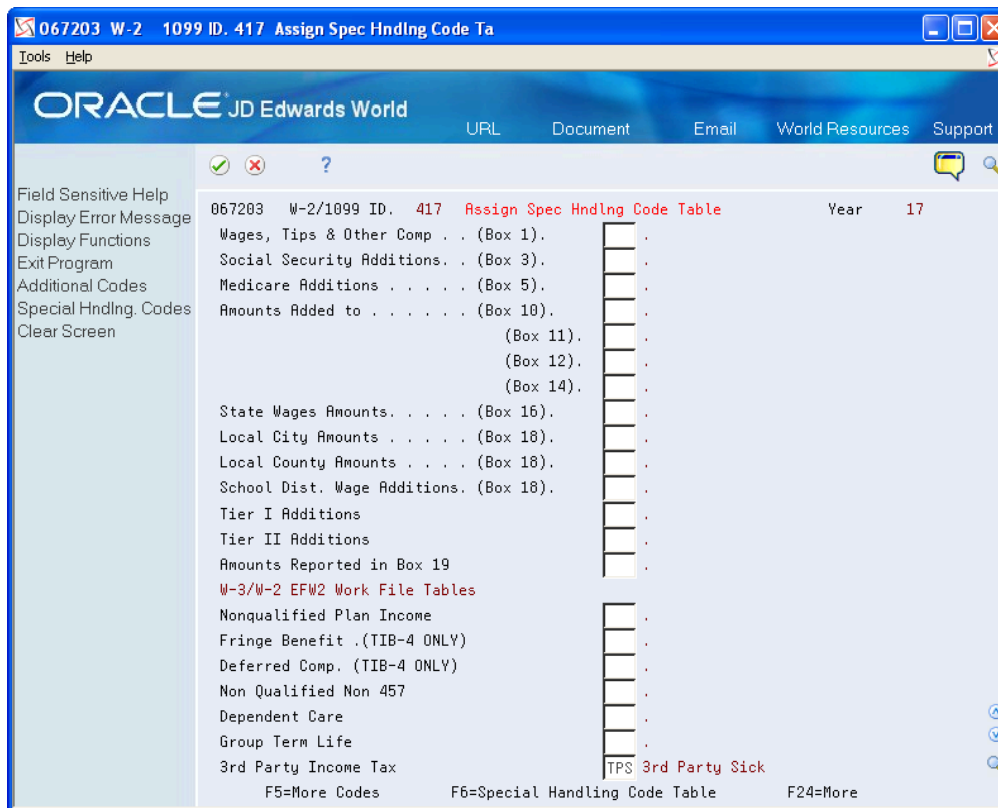 067203 W-2 1099 ID. 417 Assign Spec Hndlng Code Ta
Tools Help
ORACLE JD Edwards World
URL Document Email World Resources Support
?
Field Sensitive Help
Display Error Message
Display Functions
Exit Program
Additional Codes
Special Hndlng. Codes
Clear Screen
067203 W-2/1099 ID. 417 Assign Spec Hndlng Code Table Year 17
Wages, Tips & Other Comp . . (Box 1). .
Social Security Additions. . (Box 3). .
Medicare Additions . . . . . (Box 5). .
Amounts Added to . . . . . . (Box 10). .
(Box 11). .
(Box 12). .
(Box 14). .
State Wages Amounts. . . . . (Box 16). .
Local City Amounts . . . . . (Box 18). .
Local County Amounts . . . . (Box 18). .
School Dist. Wage Additions. (Box 18). .
Tier I Additions .
Tier II Additions .
Amounts Reported in Box 19 .
W-3/W-2 EFW2 Work File Tables
Nonqualified Plan Income .
Fringe Benefit .(TIB-4 ONLY) .
Deferred Comp. (TIB-4 ONLY) .
Non Qualified Non 457 .
Dependent Care .
Group Term Life .
3rd Party Income Tax TPS 3rd Party Sick
F5=More Codes F6=Special Handling Code Table F24=More